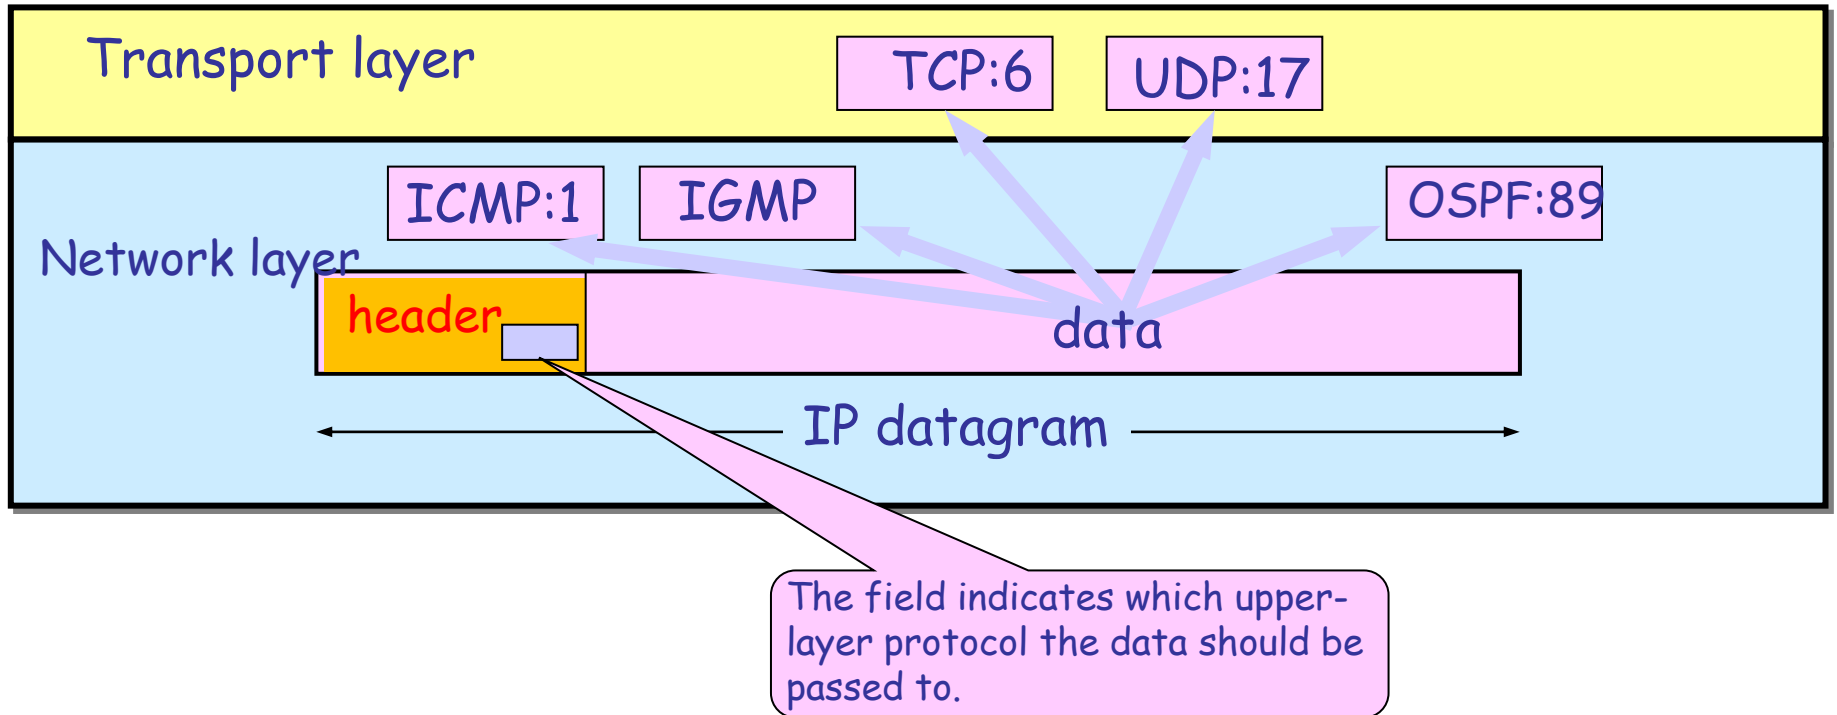 Transport layer
TCP:6
UDP:17
ICMP:1
IGMP
OSPF:89
Network layer
header
data
IP datagram
The field indicates which upper-
layer protocol the data should be
passed to.